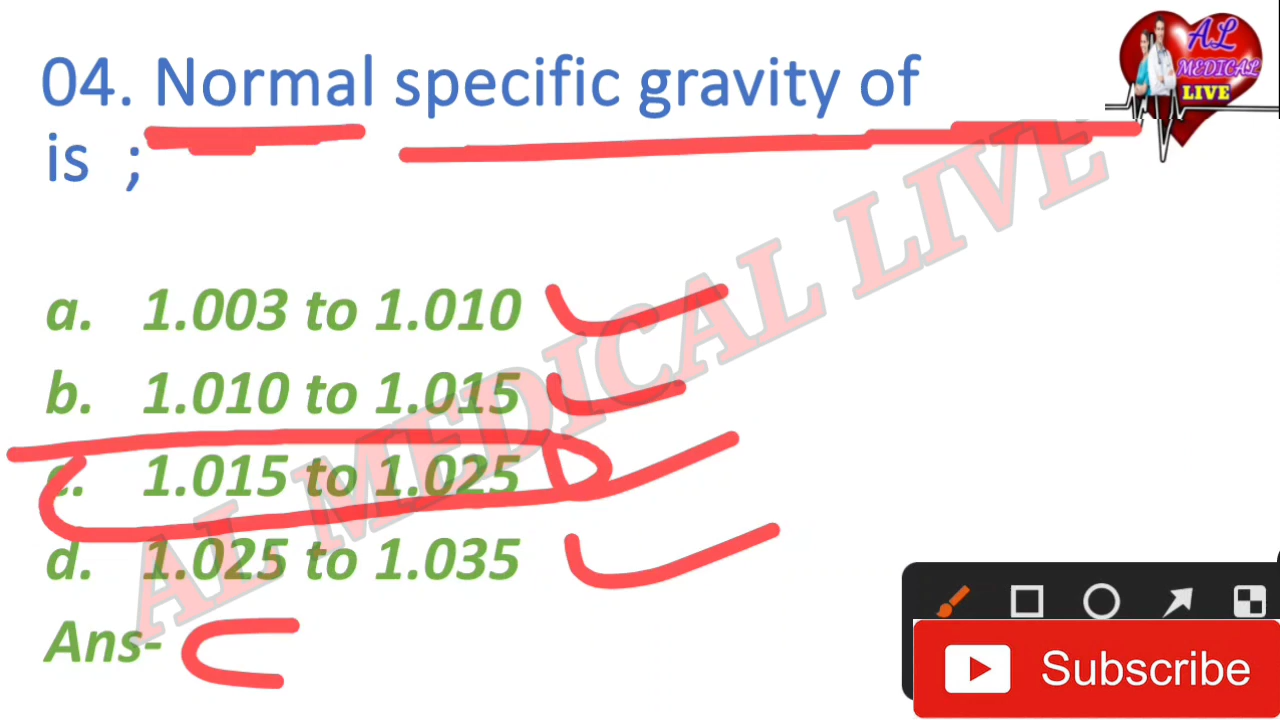 04. Normal specific gravity of
is ;
AL
MEDICAL
LIVE
a. 1.003 to 1.010
b. 1.010 to 1.015
c. 1.015 to 1.025
d. 1.025 to 1.035
Ans- C
AL MEDICAL LIVE
Subscribe